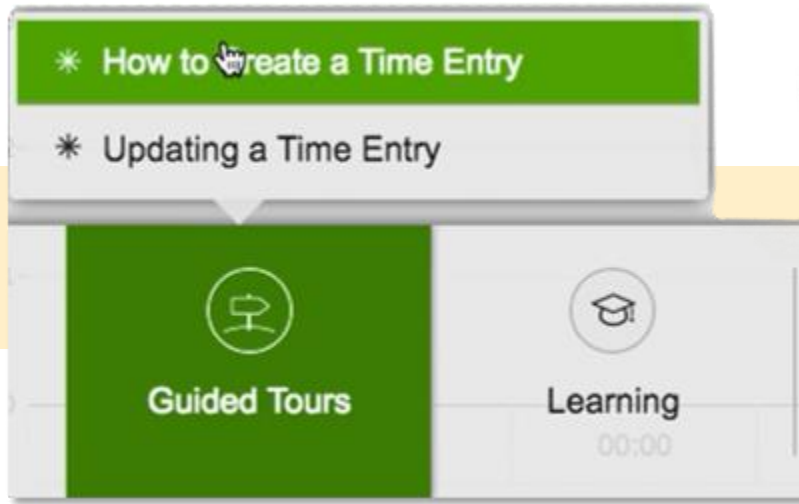 How to Create a Time Entry
Updating a Time Entry
Guided Tours
Learning
00:00